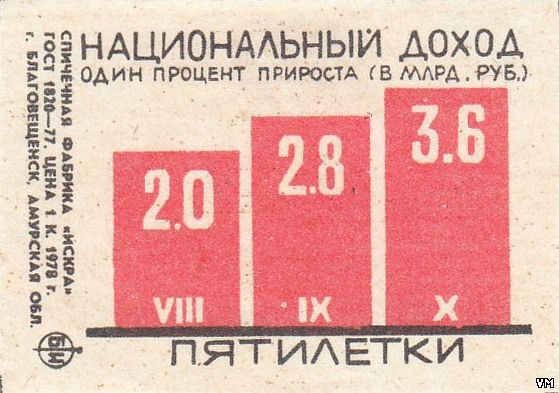 НАЦИОНАЛЬНЫЙ ДОХОД
ОДИН ПРОЦЕНТ ПРИРОСТА (В МЛРД. РУБ.)
2.0
2.8
3.6
VIII
IX
X
ПЯТИЛЕТКИ
СПИЧЕЧНАЯ ФАБРИКА «ИСКРА»
ГОСТ 1820—77. ЦЕНА 1 К. 1978 г.
г. БЛАГОВЕЩЕНСК, АМУРСКАЯ ОБЛ.
VM